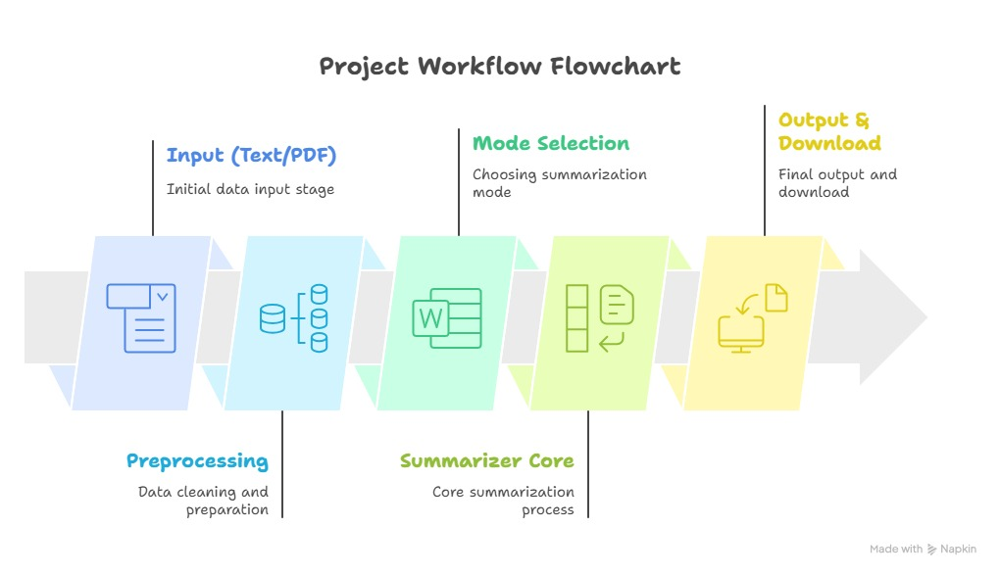 Project Workflow Flowchart
Input (Text/PDF)
Initial data input stage
Mode Selection
Choosing summarization
mode
Output &
Download
Final output and
download
W
Preprocessing
Data cleaning and
preparation
Summarizer Core
Core summarization
process
Made with Napkin